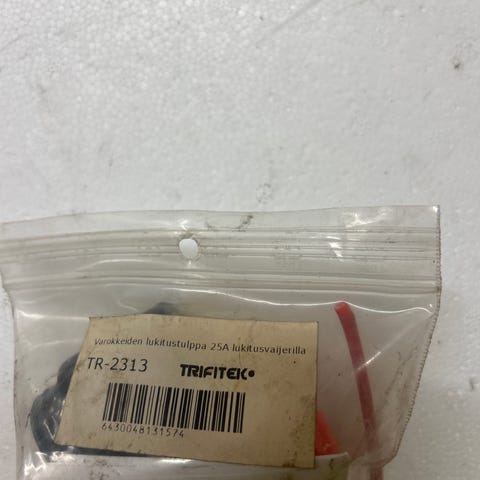 Varokkeiden lukitustulppa 25A lukitusvaijerilla
TR-2313 TRIFITEK
6430048131574